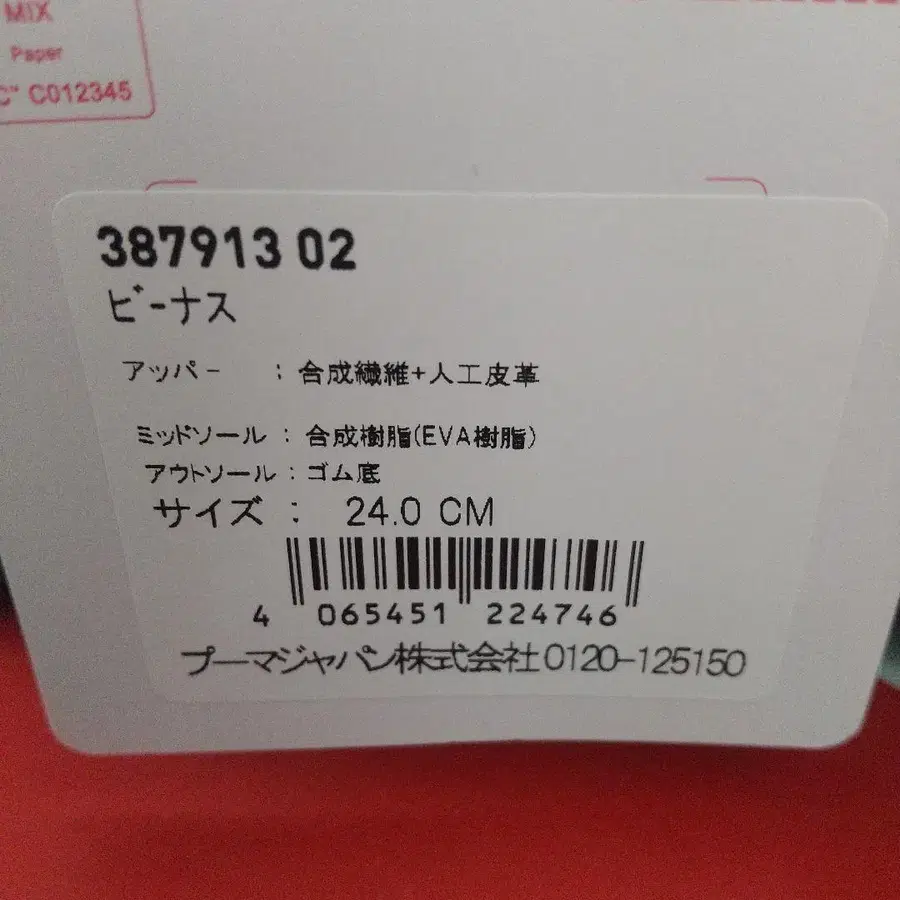 MIX
Paper
C™ C012345
387913 02
ビーナス
アッパー : 合成繊維+人工皮革
ミッドソール : 合成樹脂(EVA樹脂)
アウトソール : ゴム底
サイズ : 24.0 CM
4 065451 224746
プーマジャパン株式会社0120-125150